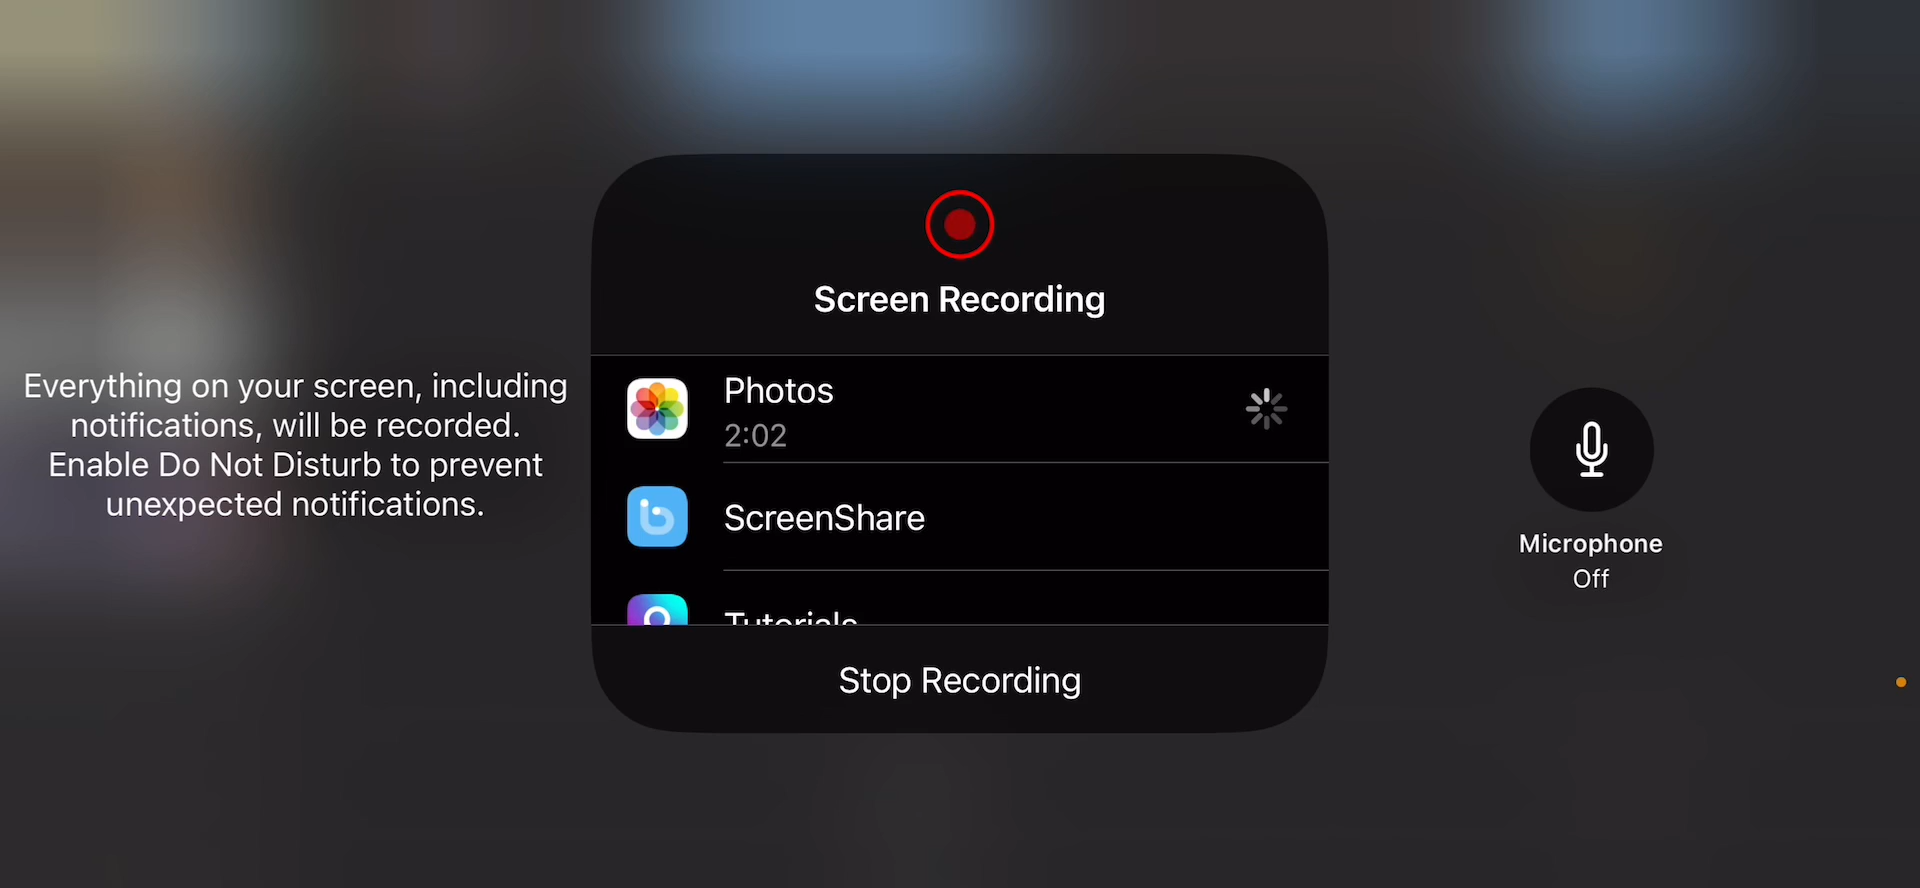 Screen Recording
Everything on your screen, including
notifications, will be recorded.
Enable Do Not Disturb to prevent
unexpected notifications.
Photos
2:02
ScreenShare
Tutorials
Stop Recording
Microphone
Off